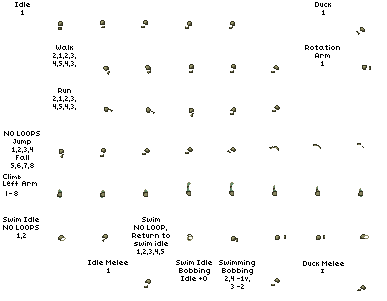 Idle
1
Duck
1
Walk
2,1,2,3,
4,5,4,3,
Rotation
Arm
1
Run
2,1,2,3,
4,5,4,3,
NO LOOPS
Jump
1,2,3,4
Fall
5,6,7,8
Climb
Left Arm
1-8
Swim Idle
NO LOOPS
1,2
Swim
NO LOOP,
Return to
swim idle
1,2,3,4,5
Swim Idle
Bobbing
Idle +0
Swimming
Bobbing
2,4 -1v,
3 -2
Idle Melee
1
Duck Melee
1